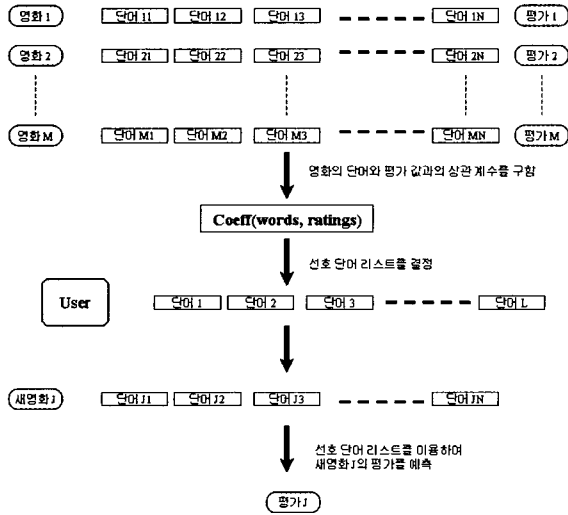 영화 1 단어 11 단어 12 단어 13 단어 1N 평가 1
영화 2 단어 21 단어 22 단어 23 단어 2N 평가 2
영화 M 단어 M1 단어 M2 단어 M3 단어 MN 평가 M
영화의 단어와 평가 값과의 상관 계수를 구함
Coeff(words, ratings)
선호 단어 리스트를 결정
User 단어 1 단어 2 단어 3 단어 L
새영화 J 단어 J1 단어 J2 단어 J3 단어 JN
선호 단어 리스트를 이용하여
새영화 J의 평가를 예측
평가 J